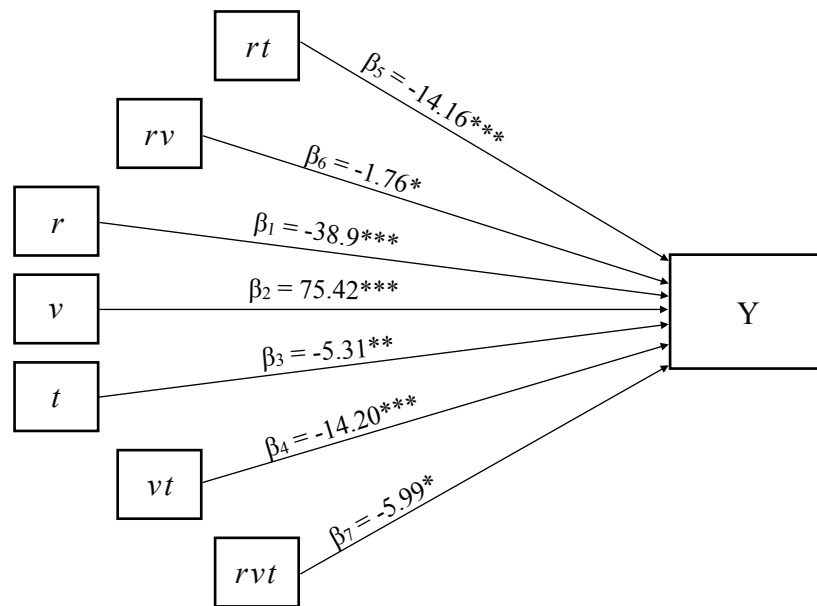 rt
β5 = -14.16***
rv
β6 = -1.76*
r
β1 = -38.9***
v
β2 = 75.42***
Y
t
β3 = -5.31**
vt
β4 = -14.20***
rvt
β7 = -5.99*